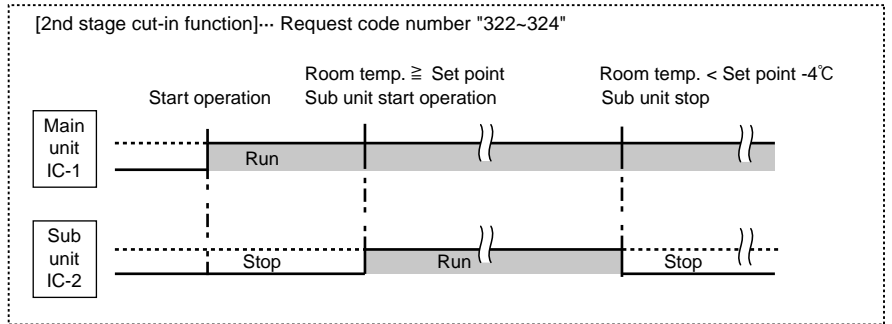 [2nd stage cut-in function]··· Request code number "322~324"
Room temp. ≧ Set point
Room temp. < Set point -4℃
Start operation
Sub unit start operation
Sub unit stop
Main
unit
IC-1
Run
Sub
unit
IC-2
Stop
Run
Stop